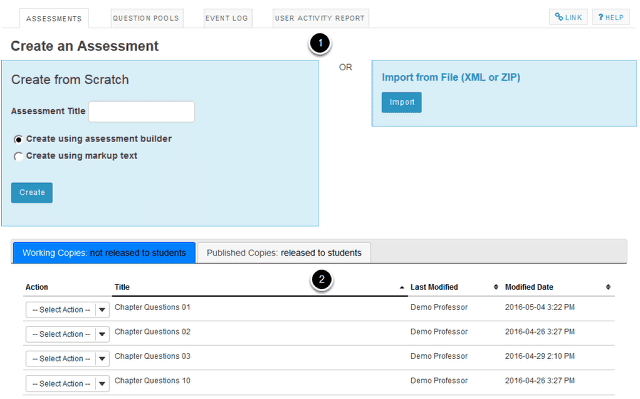 ASSESSMENTS QUESTION POOLS EVENT LOG USER ACTIVITY REPORT LINK ? HELP
Create an Assessment
1
Create from Scratch
OR
Import from File (XML or ZIP)
Import
Assessment Title
Create using assessment builder
Create using markup text
Create
Working Copies: not released to students Published Copies: released to students
2
Action Title Last Modified Modified Date
-- Select Action -- Chapter Questions 01 Demo Professor 2016-05-04 3:22 PM
-- Select Action -- Chapter Questions 02 Demo Professor 2016-04-26 3:27 PM
-- Select Action -- Chapter Questions 03 Demo Professor 2016-04-29 2:10 PM
-- Select Action -- Chapter Questions 10 Demo Professor 2016-04-26 3:27 PM